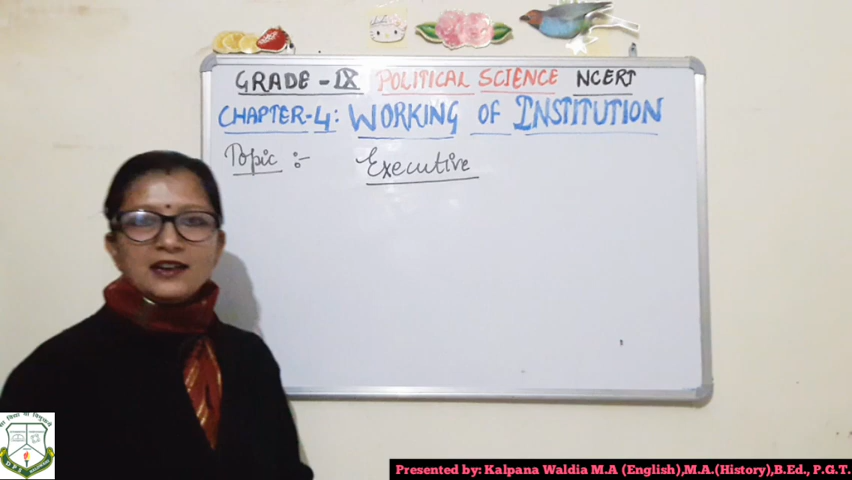 GRADE - IX POLITICAL SCIENCE NCERT
CHAPTER-4: WORKING OF INSTITUTION
Topic :- Executive
D P S
Presented by: Kalpana Waldia M.A (English),M.A.(History),B.Ed., P.G.T.